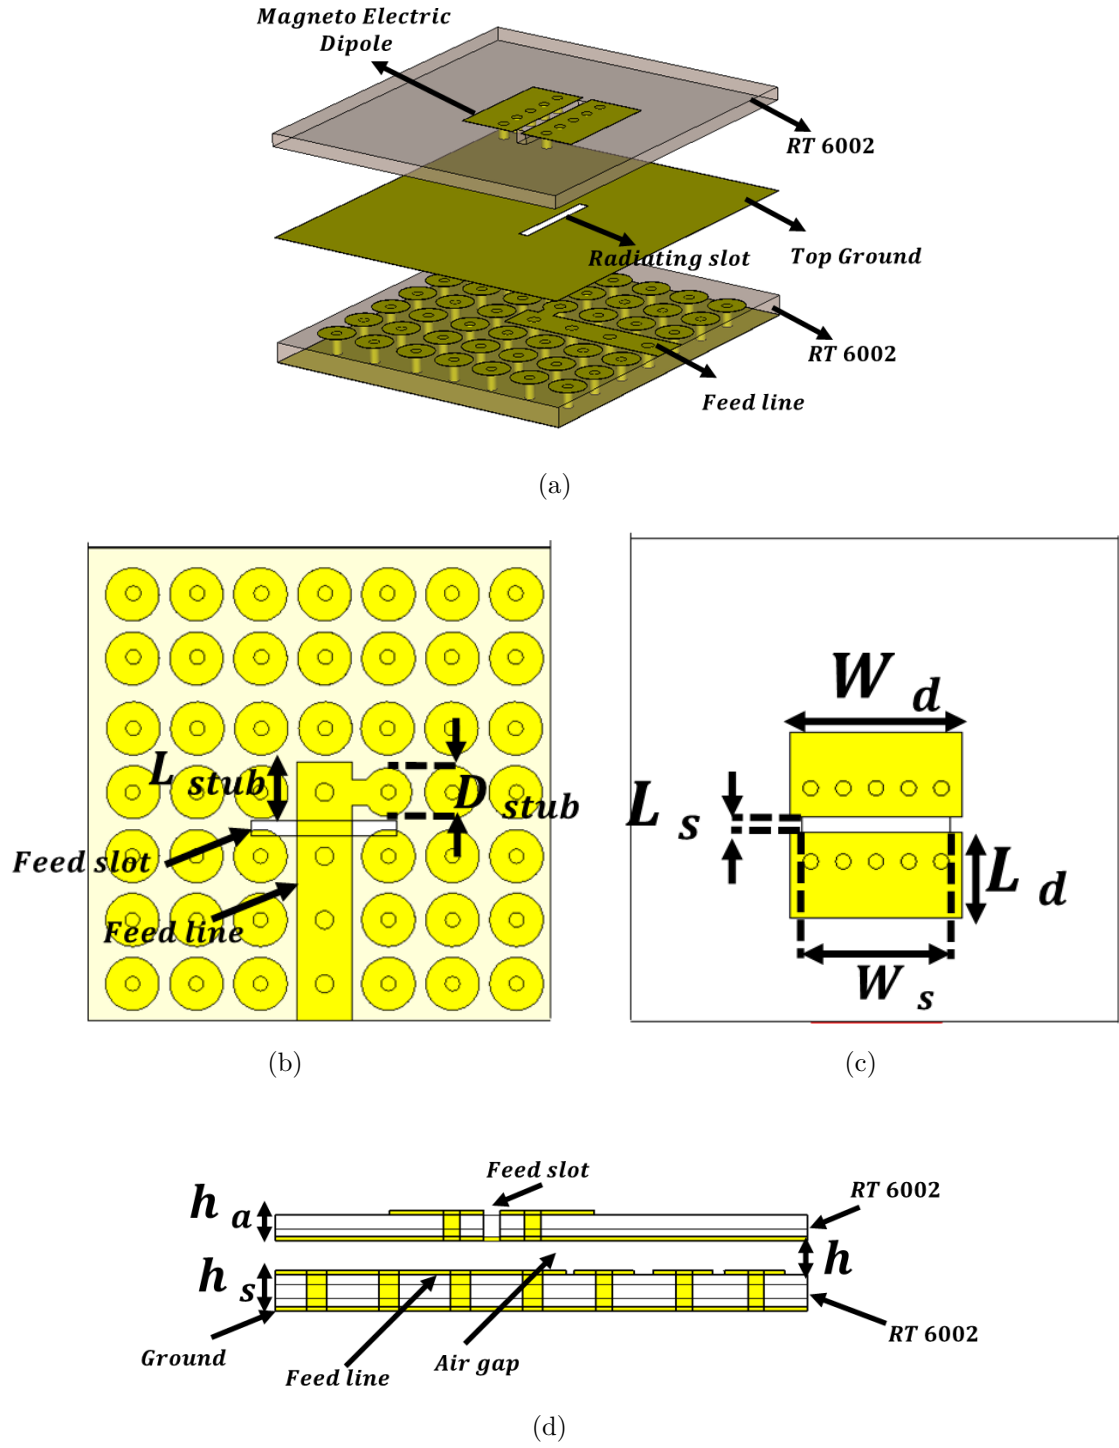 Magneto Electric
Dipole
RT 6002
Radiating slot
Top Ground
RT 6002
Feed line
(a)
L stub
D stub
Feed slot
Feed line
(b)
W d
L s
L d
W s
(c)
Feed slot
h a
RT 6002
h
h s
RT 6002
Ground
Feed line
Air gap
(d)